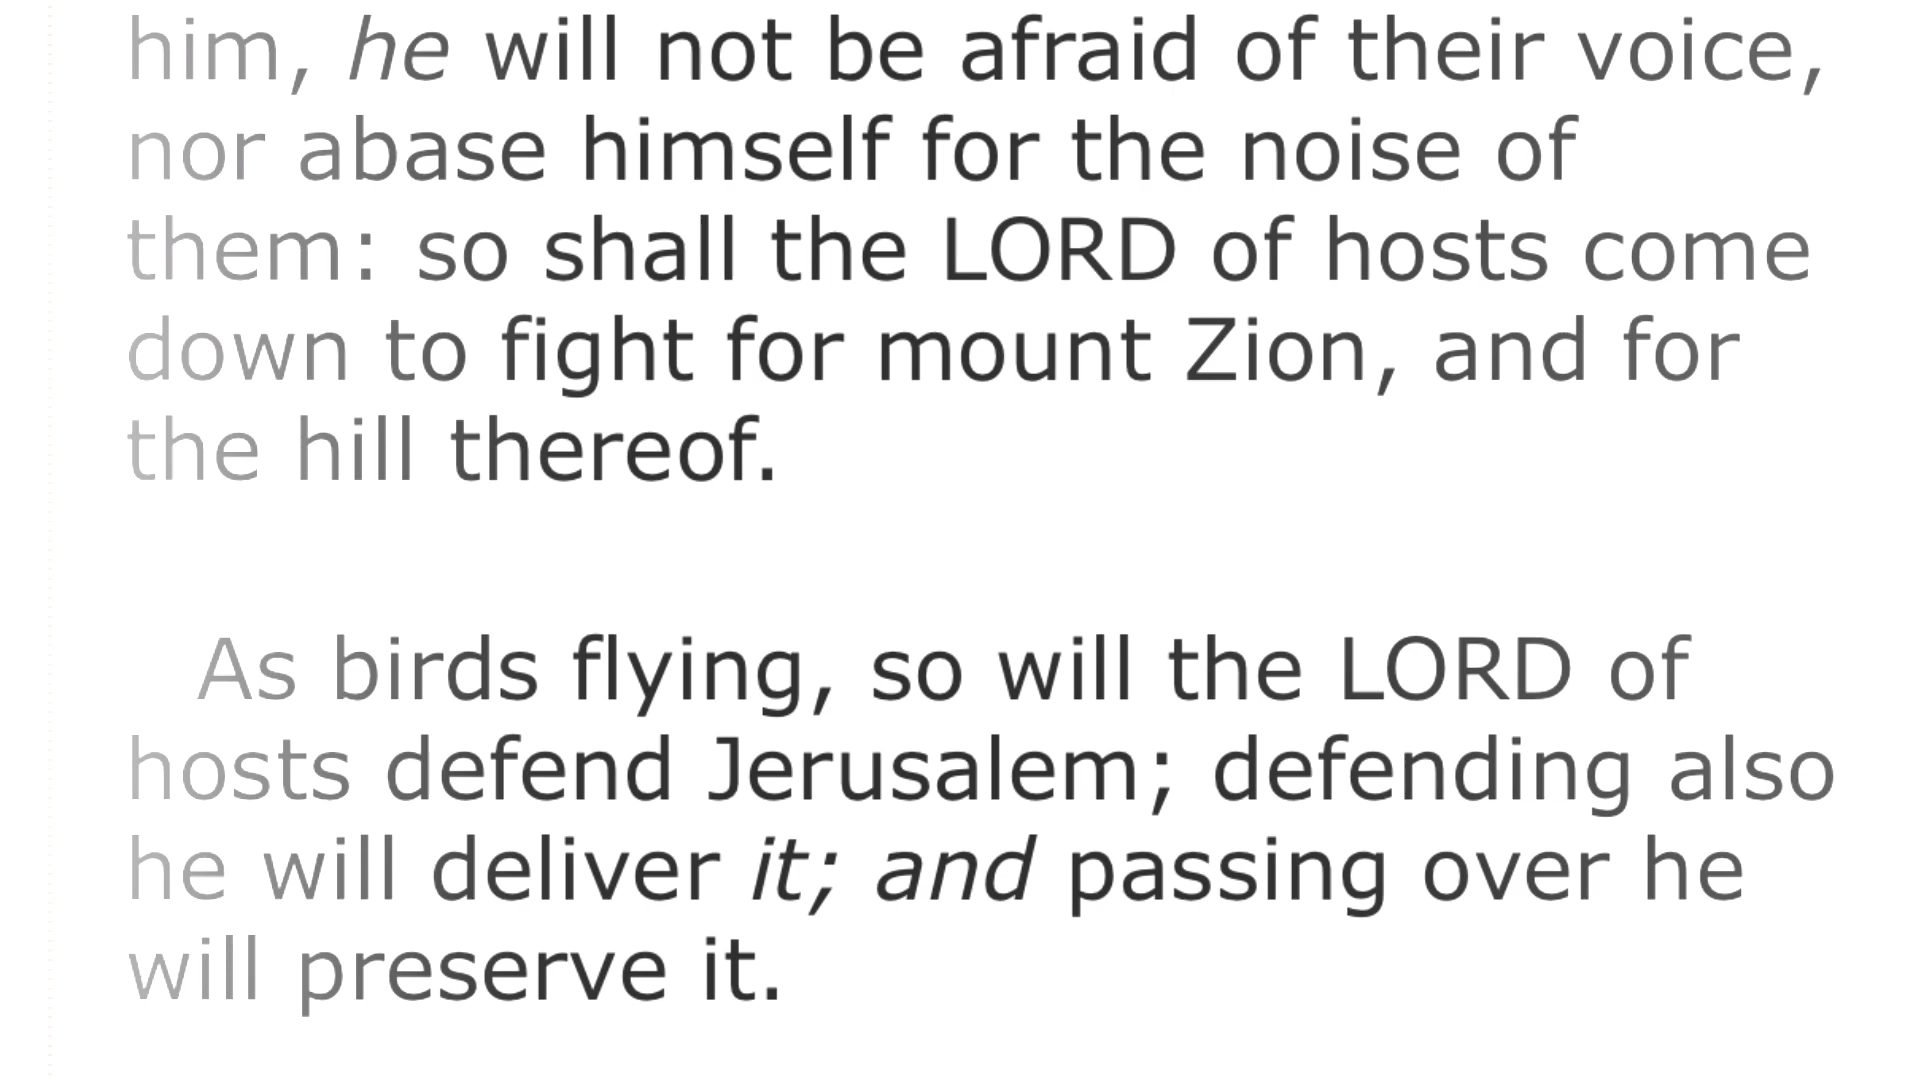 him, he will not be afraid of their voice,
nor abase himself for the noise of
them: so shall the LORD of hosts come
down to fight for mount Zion, and for
the hill thereof.
As birds flying, so will the LORD of
hosts defend Jerusalem; defending also
he will deliver it; and passing over he
will preserve it.